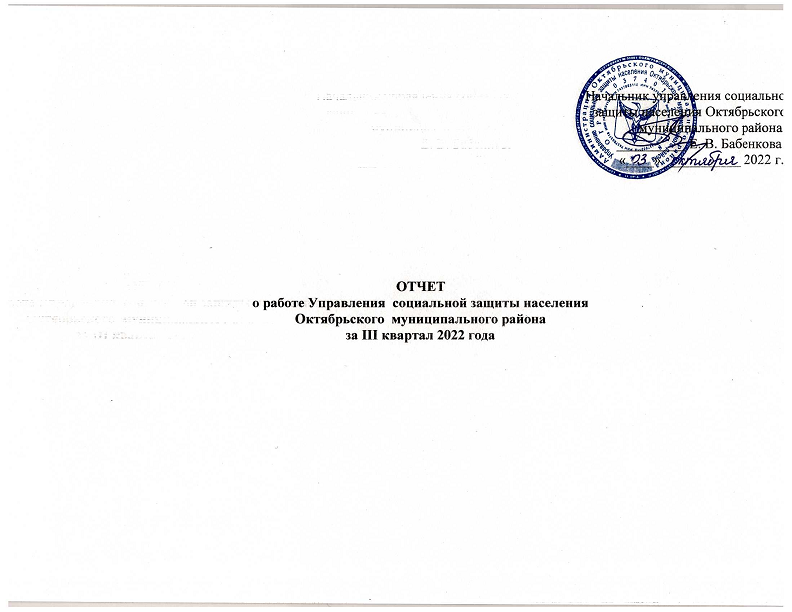 Начальник управления социально
защиты населения Октябрьского
муниципального района
Е. В. Бабенкова
« 03 октября 2022 г.
ОТЧЕТ
о работе Управления социальной защиты населения
Октябрьского муниципального района
за III квартал 2022 года